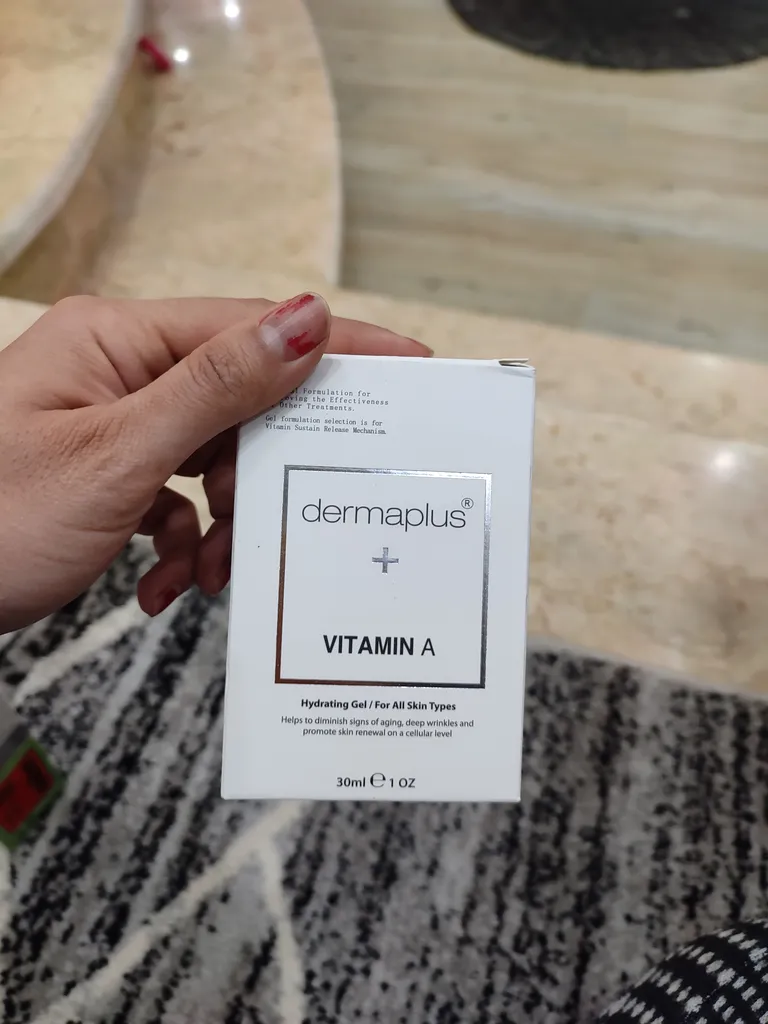 Formulation for
the Effectiveness
Other Treatments.
Gel formulation selection is for
Vitamin Sustain Release Mechanism.
dermaplus®
+
VITAMIN A
Hydrating Gel / For All Skin Types
Helps to diminish signs of aging, deep wrinkles and
promote skin renewal on a cellular level
30ml ℮ 1 OZ